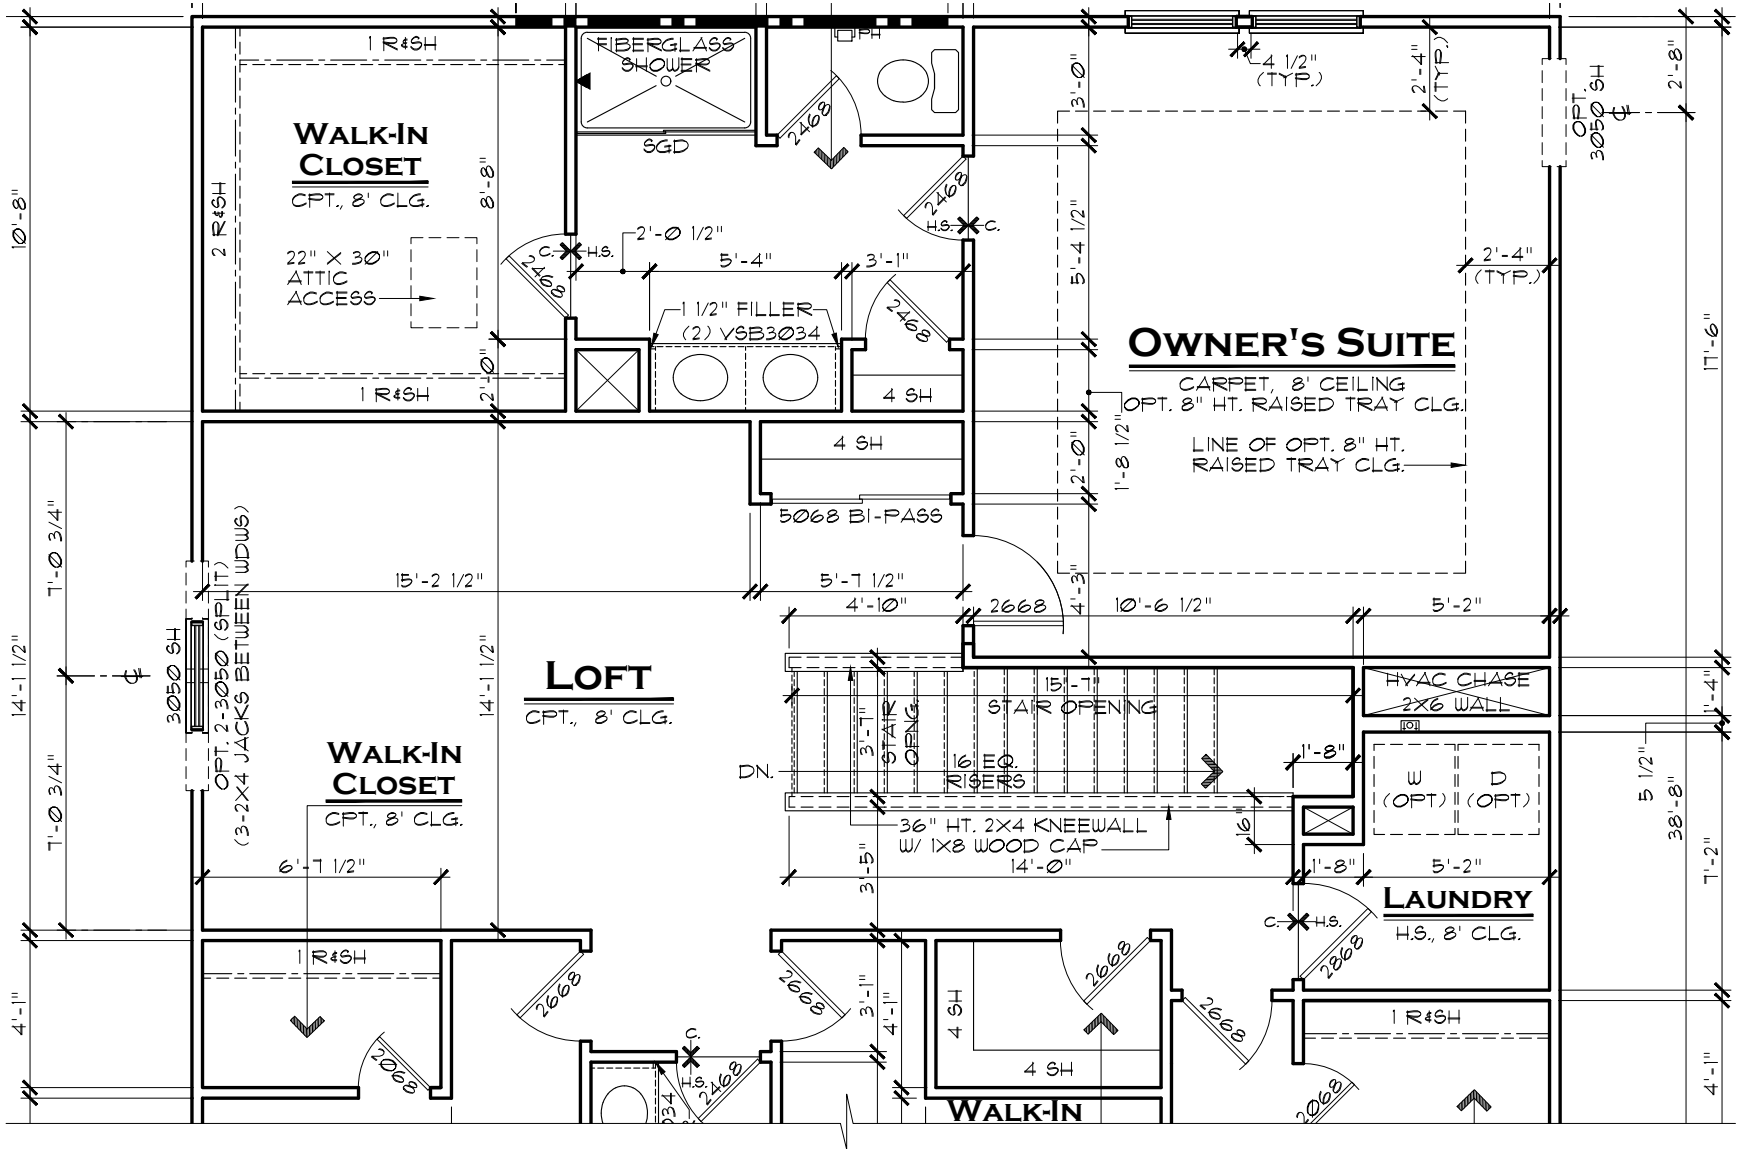 1 R&SH
FIBERGLASS
SHOWER
PH
4 1/2"
(TYP.)
2'-4"
(TYP.)
OPT.
3050 SH
2'-8"
3'-0"
2468
SGD
WALK-IN
CLOSET
CPT., 8' CLG.
8'-8"
10'-8"
2 R&SH
2468
H.S.
C.
22" X 30"
ATTIC
ACCESS
C.
H.S.
2468
2'-0 1/2"
5'-4"
3'-1"
5'-4 1/2"
2'-4"
(TYP.)
1 1/2" FILLER
(2) VSB3034
2468
17'-6"
OWNER'S SUITE
CARPET, 8' CEILING
OPT. 8" HT. RAISED TRAY CLG.
LINE OF OPT. 8" HT.
RAISED TRAY CLG.
1 R&SH
2'-0"
4 SH
4 SH
2'-0"
1'-8 1/2"
5068 BI-PASS
7'-0 3/4"
15'-2 1/2"
5'-7 1/2"
4'-3"
4'-10"
2668
10'-6 1/2"
5'-2"
14'-1 1/2"
3050 SH
OPT. 2-3050 (SPLIT)
(3-2X4 JACKS BETWEEN WDWS)
14'-1 1/2"
LOFT
CPT., 8' CLG.
15'-7"
STAIR OPENING
3'-7"
STAIR
OPNG.
HVAC CHASE
2X6 WALL
1'-4"
WALK-IN
CLOSET
CPT., 8' CLG.
DN.
16 EQ.
RISERS
1'-8"
W
(OPT)
D
(OPT)
5 1/2"
38'-8"
7'-0 3/4"
36" HT. 2X4 KNEEWALL
W/ 1X8 WOOD CAP
16"
6'-7 1/2"
3'-5"
14'-0"
1'-8"
5'-2"
7'-2"
LAUNDRY
H.S., 8' CLG.
C.
H.S.
2868
1 R&SH
2668
2668
2668
4'-1"
3'-1"
4'-1"
4 SH
2668
1 R&SH
2068
C.
H.S.
2468
4 SH
2068
4'-1"
WALK-IN